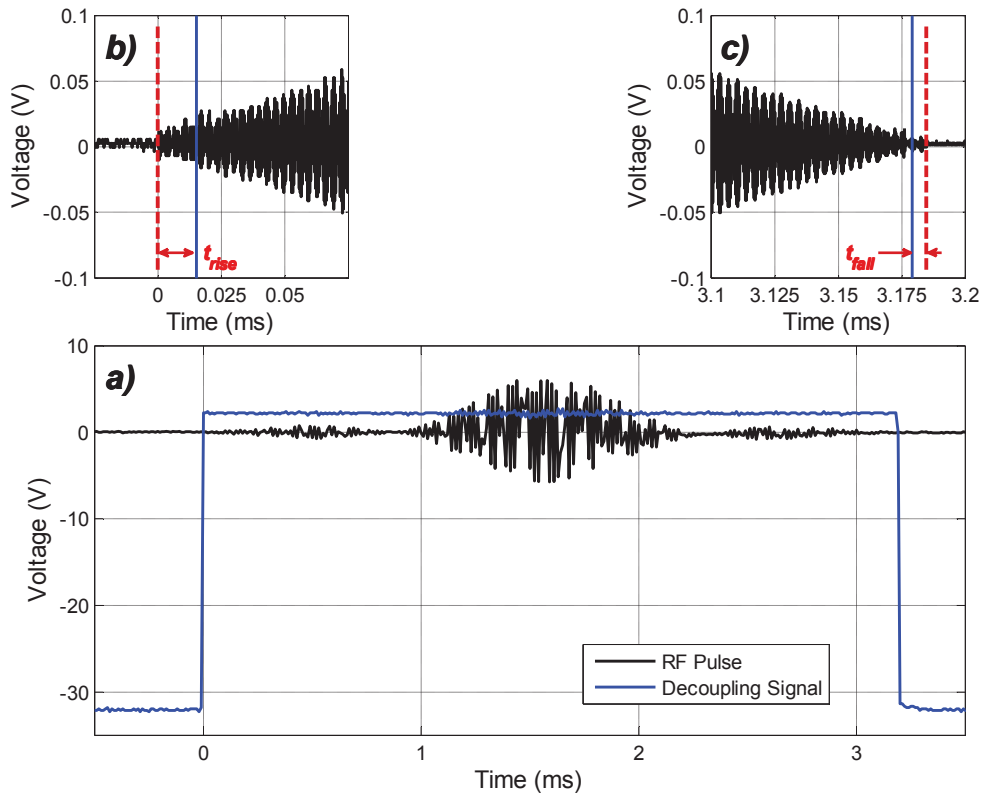 b)
0.1
0.05
0
-0.05
-0.1
Voltage (V)
t_rise
0
0.025
0.05
Time (ms)
c)
0.1
0.05
0
-0.05
-0.1
Voltage (V)
t_fall
3.1
3.125
3.15
3.175
3.2
Time (ms)
a)
10
0
-10
-20
-30
Voltage (V)
RF Pulse
Decoupling Signal
0
1
2
3
Time (ms)